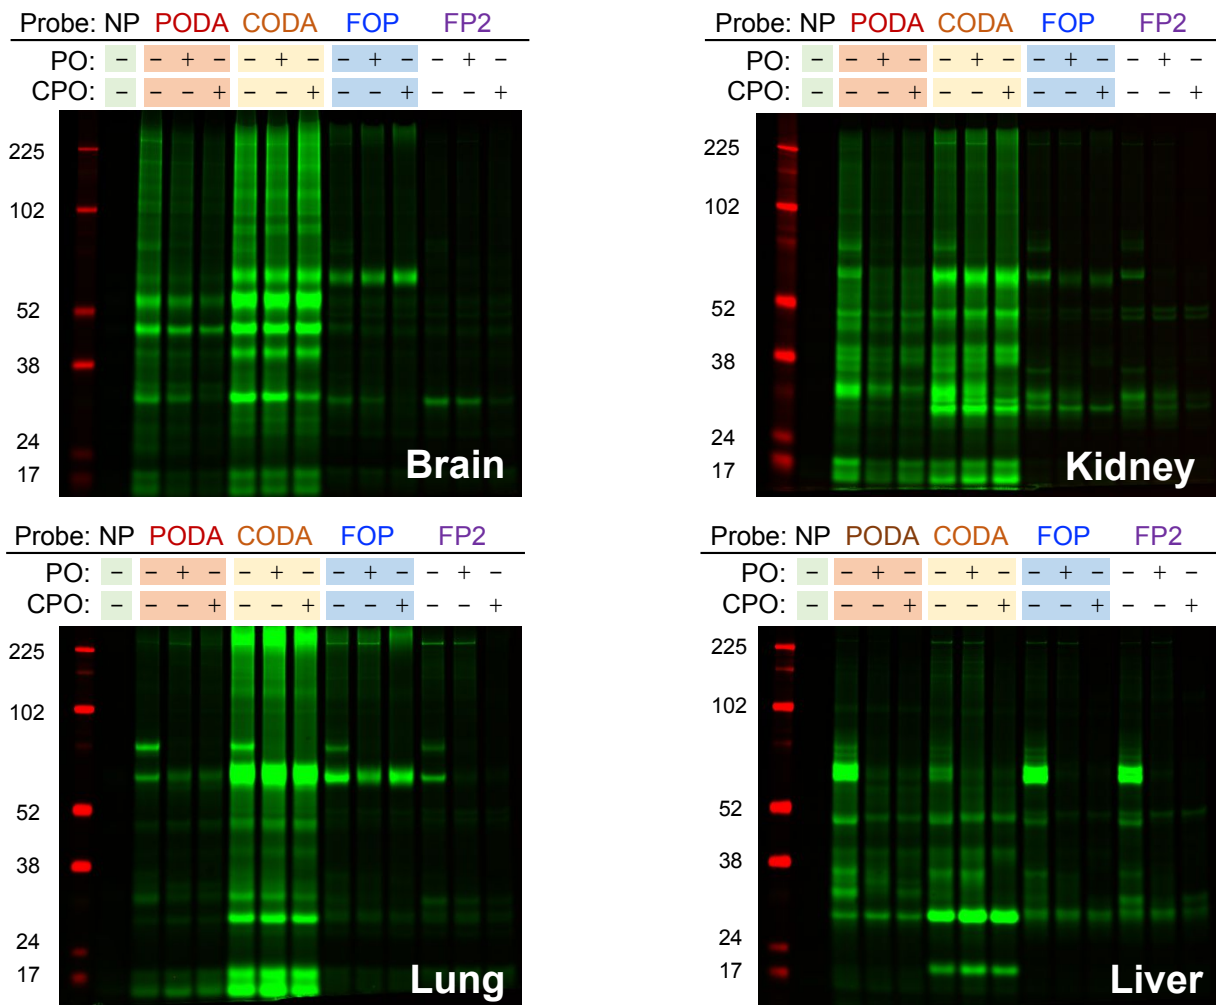 Probe: NP PODA CODA FOP FP2
PO: – – + – – + – – + – – + –
CPO: – – – + – – + – – + – – +
225
102
52
38
24
17
Brain
Probe: NP PODA CODA FOP FP2
PO: – – + – – + – – + – – + –
CPO: – – – + – – + – – + – – +
225
102
52
38
24
17
Kidney
Probe: NP PODA CODA FOP FP2
PO: – – + – – + – – + – – + –
CPO: – – – + – – + – – + – – +
225
102
52
38
24
17
Lung
Probe: NP PODA CODA FOP FP2
PO: – – + – – + – – + – – + –
CPO: – – – + – – + – – + – – +
225
102
52
38
24
17
Liver